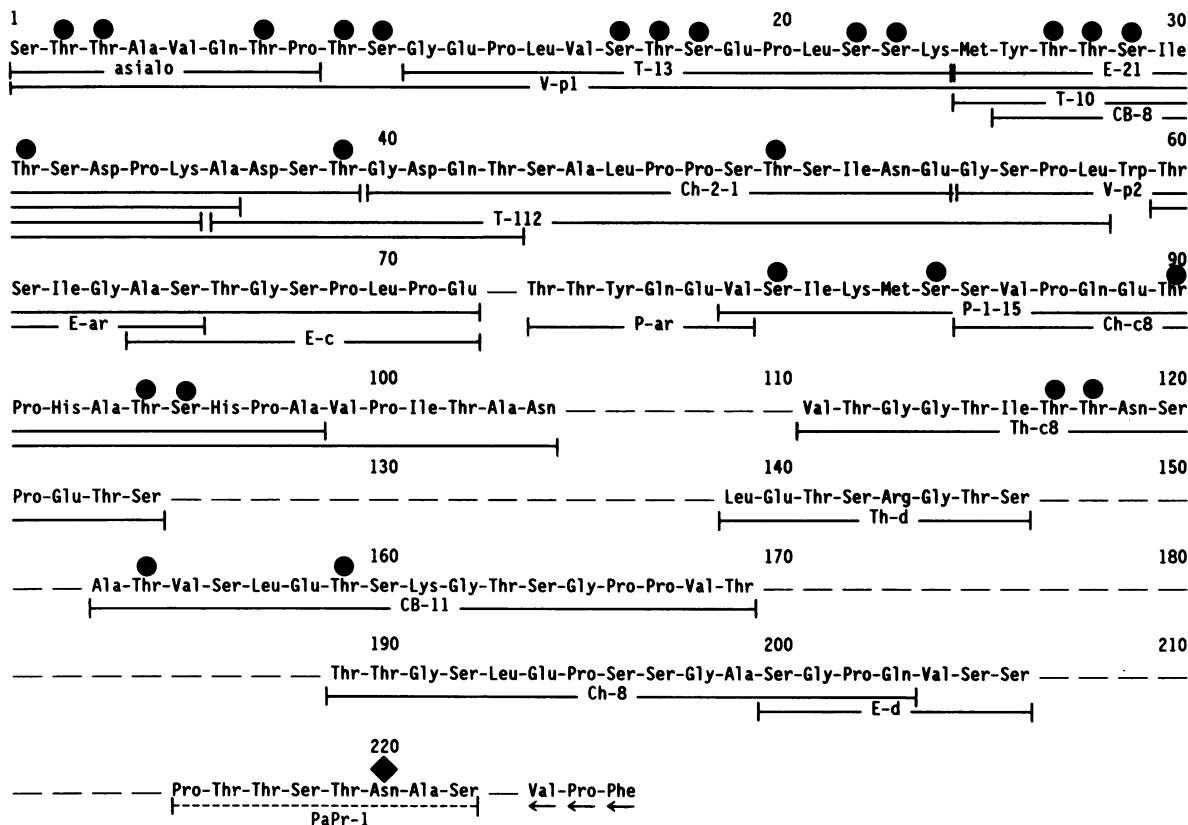 1 20 30
Ser-Thr-Thr-Ala-Val-Gln-Thr-Pro-Thr-Ser-Gly-Glu-Pro-Leu-Val-Ser-Thr-Ser-Glu-Pro-Leu-Ser-Ser-Lys-Met-Tyr-Thr-Thr-Ser-Ile
asialo T-13 E-21
V-p1
T-10
CB-8
40 60
Thr-Ser-Asp-Pro-Lys-Ala-Asp-Ser-Thr-Gly-Asp-Gln-Thr-Ser-Ala-Leu-Pro-Pro-Ser-Thr-Ser-Ile-Asn-Glu-Gly-Ser-Pro-Leu-Trp-Thr
Ch-2-1 V-p2
T-112
70 90
Ser-Ile-Gly-Ala-Ser-Thr-Gly-Ser-Pro-Leu-Pro-Glu — Thr-Thr-Tyr-Gln-Glu-Val-Ser-Ile-Lys-Met-Ser-Ser-Val-Pro-Gln-Glu-Thr
P-1-15
E-ar P-ar Ch-c8
E-c
100 110 120
Pro-His-Ala-Thr-Ser-His-Pro-Ala-Val-Pro-Ile-Thr-Ala-Asn — — — — — — Val-Thr-Gly-Gly-Thr-Ile-Thr-Thr-Asn-Ser
Th-c8
130 140 150
Pro-Glu-Thr-Ser — — — — — — — — — — — — — — Leu-Glu-Thr-Ser-Arg-Gly-Thr-Ser — — — —
Th-d
160 170 180
— — Ala-Thr-Val-Ser-Leu-Glu-Thr-Ser-Lys-Gly-Thr-Ser-Gly-Pro-Pro-Val-Thr — — — — — — — — — — —
CB-11
190 200 210
— — — — — — — — Thr-Thr-Gly-Ser-Leu-Glu-Pro-Ser-Ser-Gly-Ala-Ser-Gly-Pro-Gln-Val-Ser-Ser — — — —
Ch-8
E-d
220
— — — — Pro-Thr-Thr-Ser-Thr-Asn-Ala-Ser — Val-Pro-Phe
PaPr-1